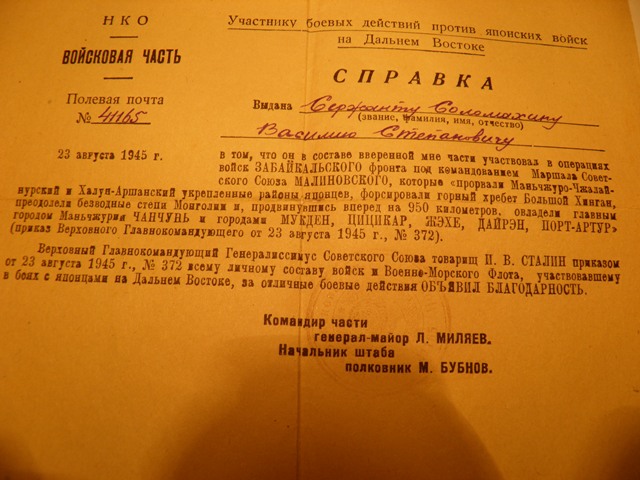 НКО
ВОЙСКОВАЯ ЧАСТЬ
Полевая почта
№ 41165
23 августа 1945 г.
Участнику боевых действий против японских войск
на Дальнем Востоке
СПРАВКА
Выдана Сержанту Соломахину
(звание, фамилия, имя, отчество)
Василию Степановичу
в том, что он в составе вверенной мне части участвовал в операциях
войск ЗАБАЙКАЛЬСКОГО фронта под командованием Маршала Совет-
ского Союза МАЛИНОВСКОГО, которые «прорвали Маньчжуро-Чжалай-
нурский и Халун-Аршанский укрепленные районы японцев, форсировали горный хребет Большой Хинган,
преодолели безводные степи Монголии и, продвинувшись вперед на 950 километров, овладели главным
городом Маньчжурии ЧАНЧУНЬ и городами МУКДЕН, ЦИЦИКАР, ЖЭХЕ, ДАЙРЭН, ПОРТ-АРТУР»
(приказ Верховного Главнокомандующего от 23 августа 1945 г., № 372).
Верховный Главнокомандующий Генералиссимус Советского Союза товарищ И. В. СТАЛИН приказом
от 23 августа 1945 г., № 372 всему личному составу войск и Военно-Морского Флота, участвовавшему
в боях с японцами на Дальнем Востоке, за отличные боевые действия ОБЪЯВИЛ БЛАГОДАРНОСТЬ.
Командир части
генерал-майор Л. МИЛЯЕВ.
Начальник штаба
полковник М. БУБНОВ.